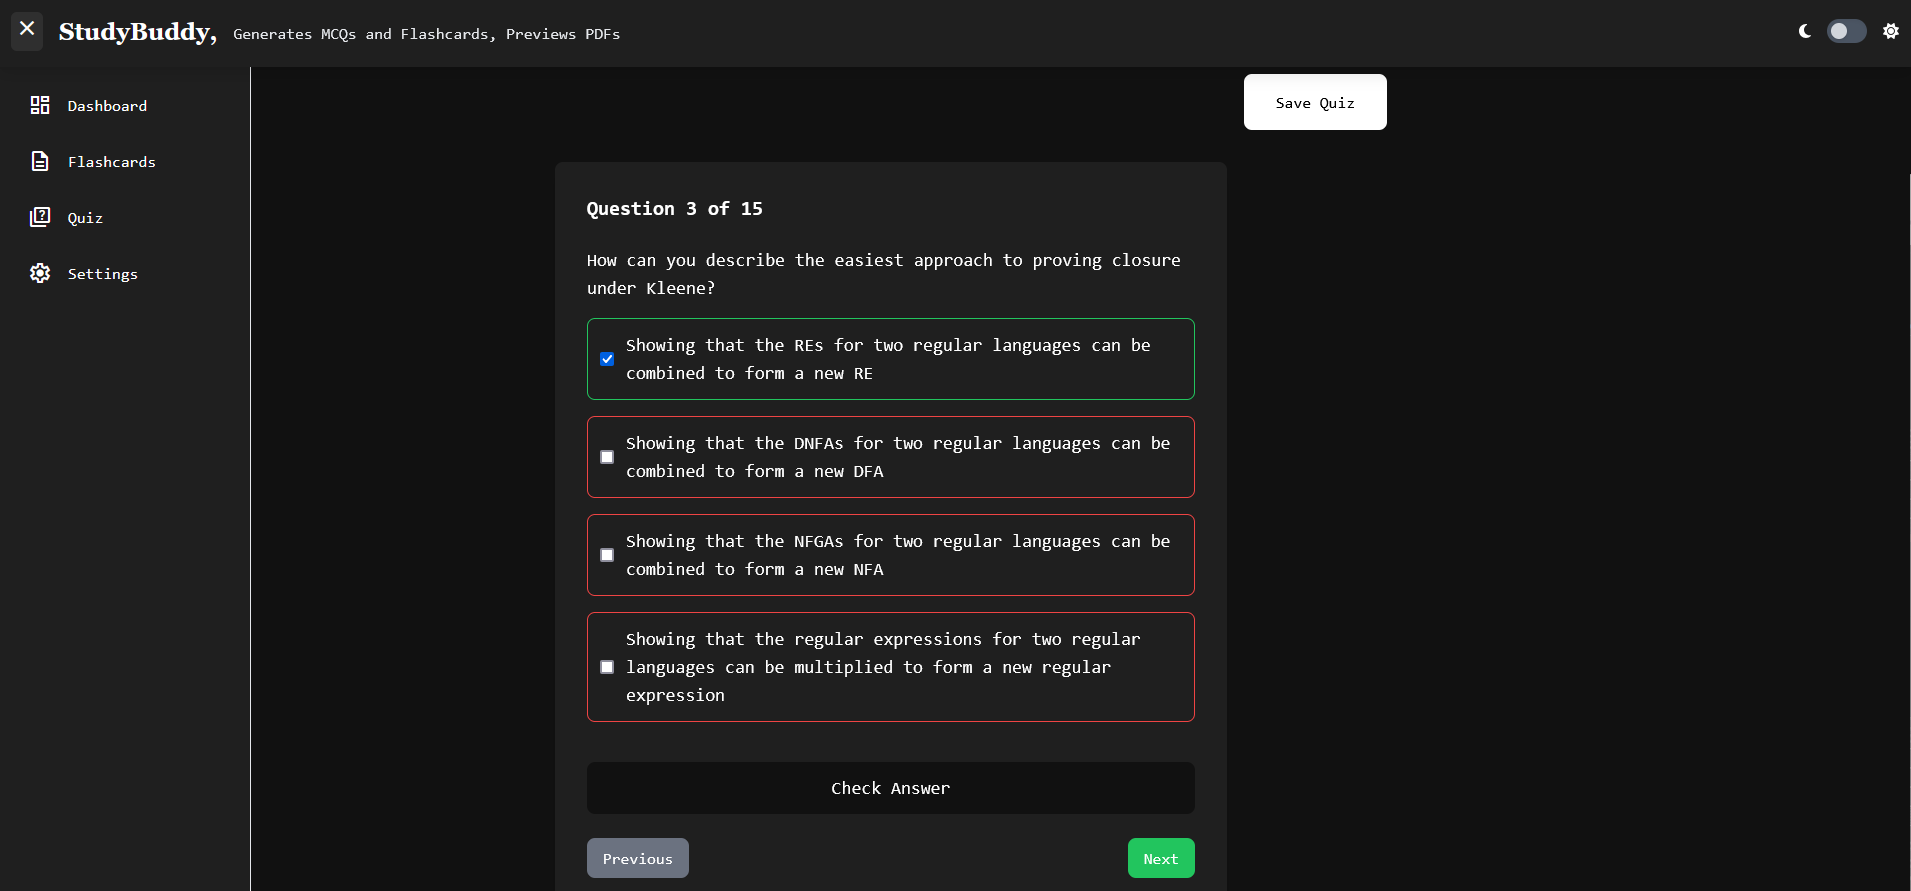 StudyBuddy, Generates MCQs and Flashcards, Previews PDFs
Dashboard
Flashcards
Quiz
Settings
Save Quiz
Question 3 of 15
How can you describe the easiest approach to proving closure
under Kleene?
Showing that the REs for two regular languages can be
combined to form a new RE
Showing that the DNFAs for two regular languages can be
combined to form a new DFA
Showing that the NFGAs for two regular languages can be
combined to form a new NFA
Showing that the regular expressions for two regular
languages can be multiplied to form a new regular
expression
Check Answer
Previous
Next